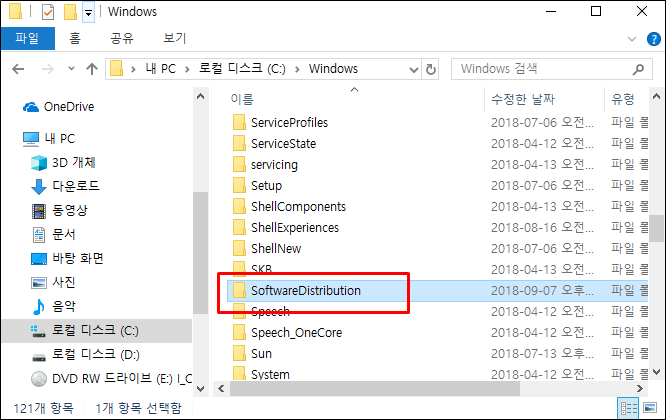 Windows
파일 홈 공유 보기
내 PC 로컬 디스크 (C:) Windows Windows 검색
이름 수정한 날짜 유형
OneDrive
내 PC
3D 개체
다운로드
동영상
문서
바탕 화면
사진
음악
로컬 디스크 (C:)
로컬 디스크 (D:)
DVD RW 드라이브 (E:) I_C
ServiceProfiles 2018-07-06 오전... 파일 폴
ServiceState 2018-04-12 오전... 파일 폴
servicing 2018-04-13 오전... 파일 폴
Setup 2018-07-06 오전... 파일 폴
ShellComponents 2018-04-13 오전... 파일 폴
ShellExperiences 2018-08-16 오전... 파일 폴
ShellNew 2018-07-06 오전... 파일 폴
SKB 2018-04-13 오전... 파일 폴
SoftwareDistribution 2018-09-07 오후... 파일 폴
Speech 2018-04-12 오전... 파일 폴
Speech_OneCore 2018-04-12 오전... 파일 폴
Sun 2018-07-13 오후... 파일 폴
System 2018-04-12 오전... 파일 폴
121개 항목 1개 항목 선택함